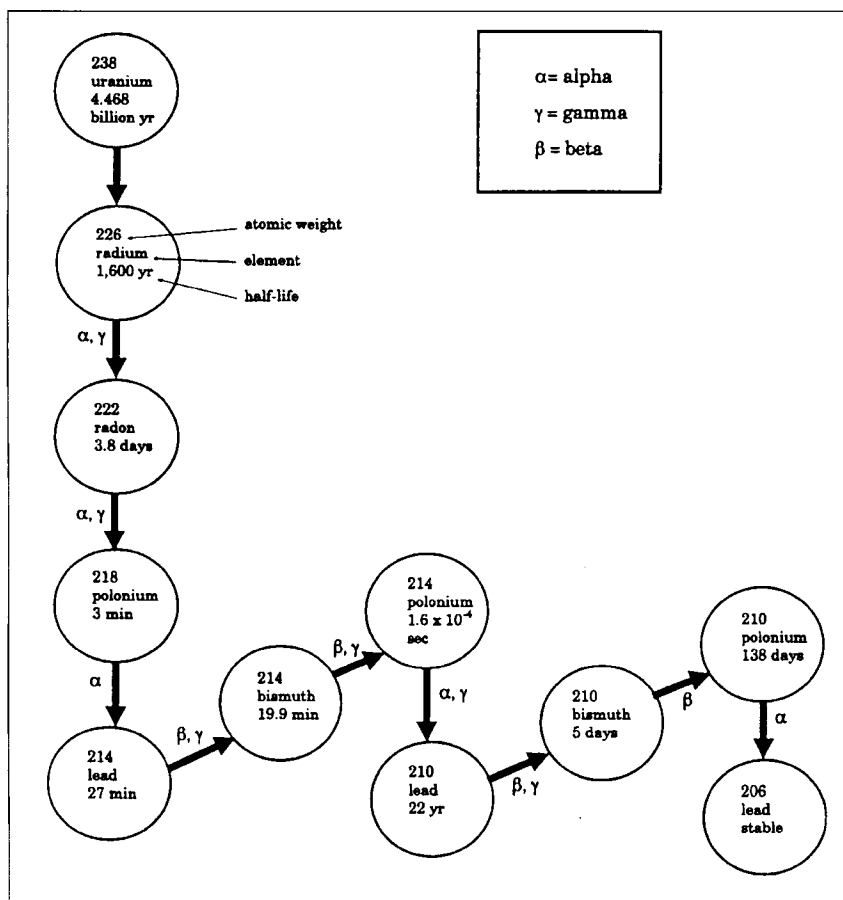 238
uranium
4.468
billion yr
α= alpha
γ = gamma
β = beta
226
radium
1,600 yr
atomic weight
element
half-life
α, γ
222
radon
3.8 days
α, γ
218
polonium
3 min
α
214
lead
27 min
β, γ
214
bismuth
19.9 min
β, γ
214
polonium
1.6 x 10⁻⁴
sec
α, γ
210
lead
22 yr
β, γ
210
bismuth
5 days
β
210
polonium
138 days
α
206
lead
stable